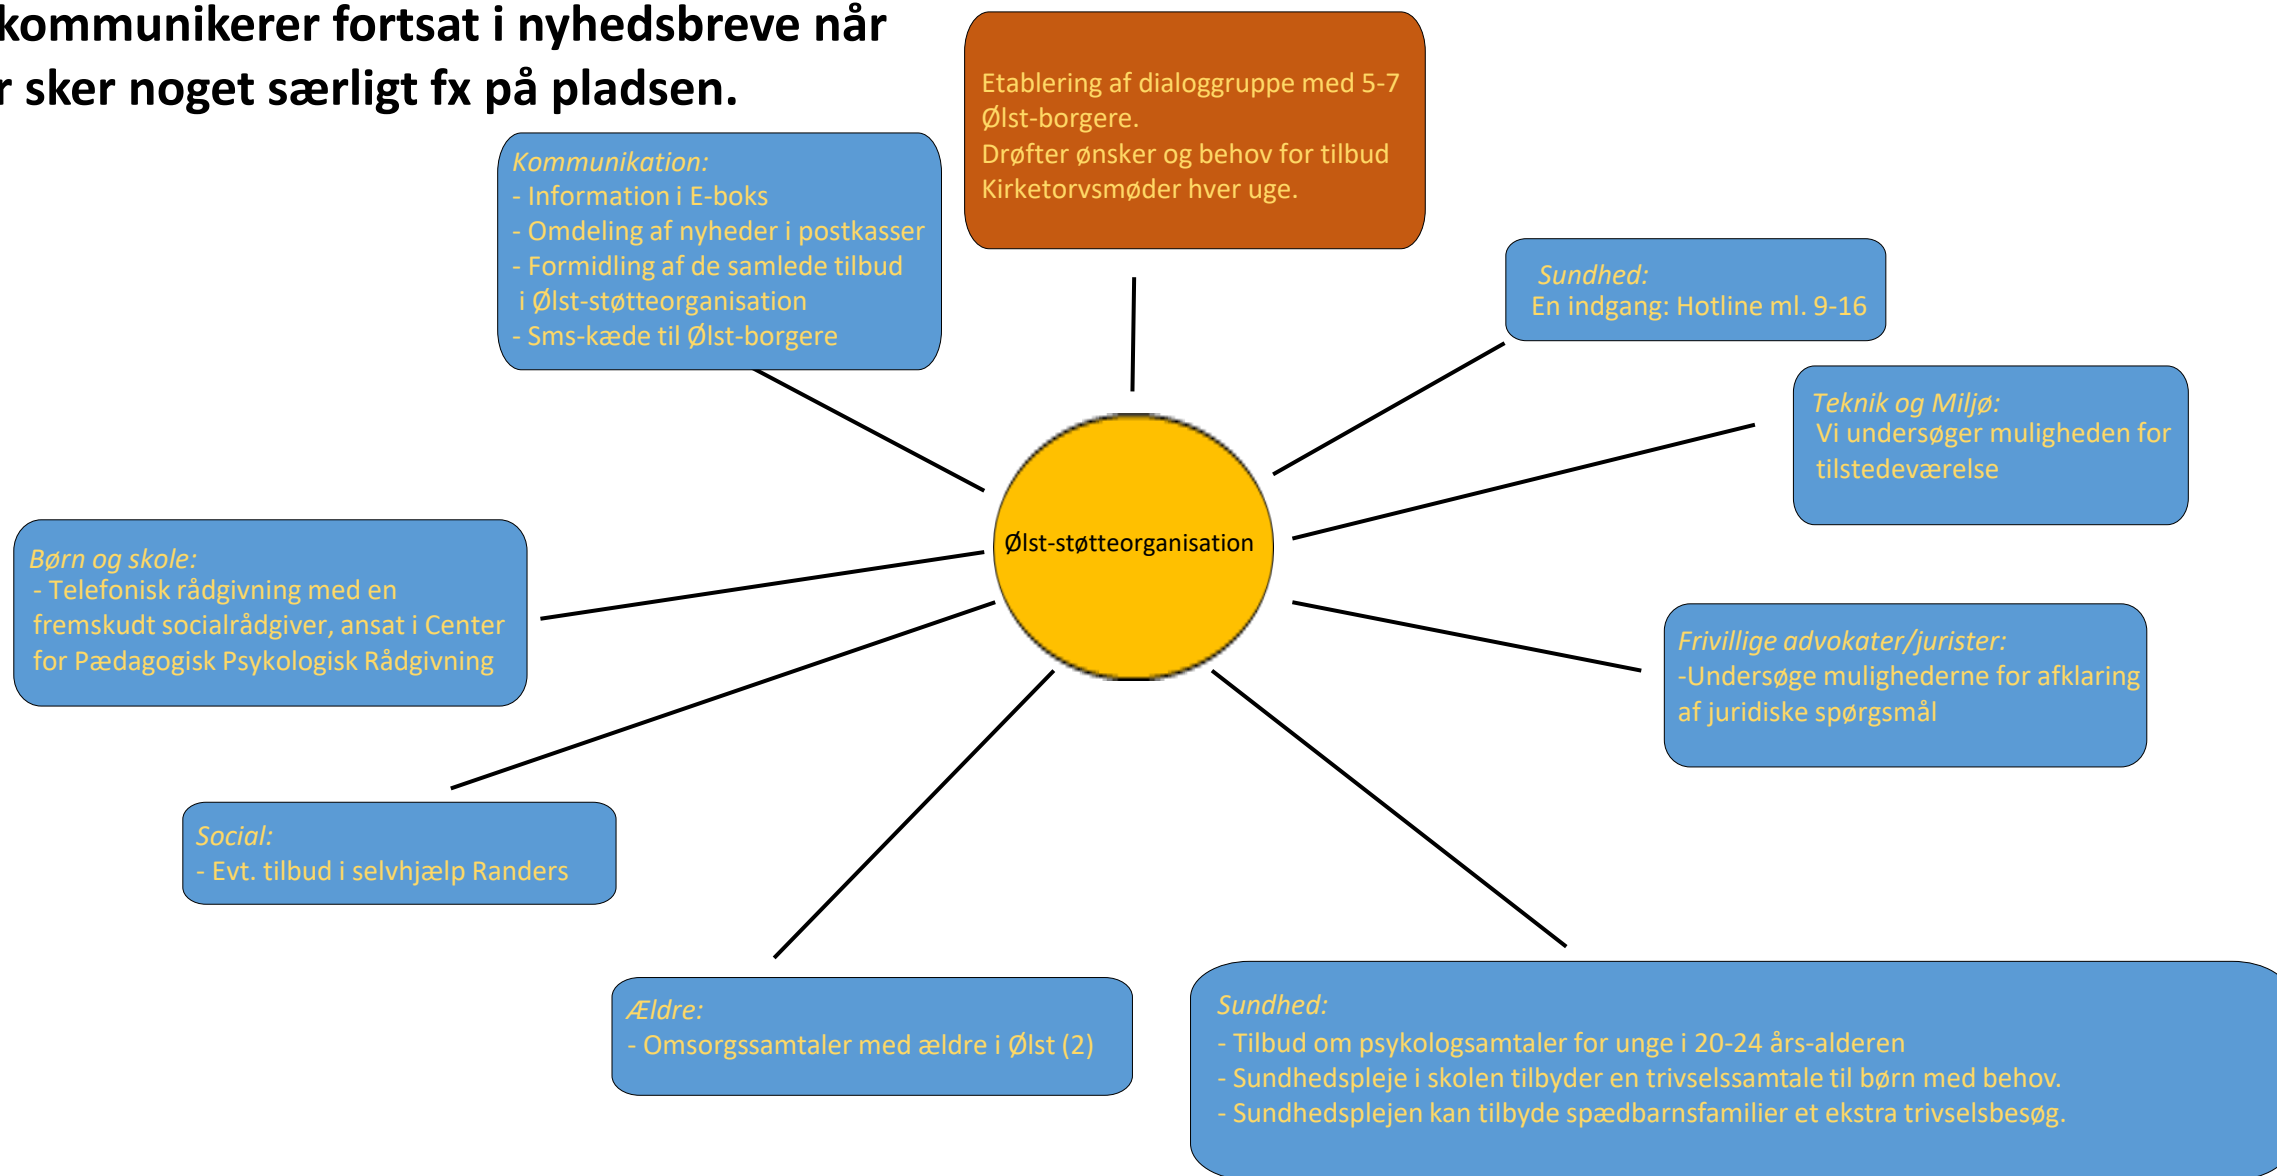 kommunikerer fortsat i nyhedsbreve når
r sker noget særligt fx på pladsen.
Etablering af dialoggruppe med 5-7
Ølst-borgere.
Drøfter ønsker og behov for tilbud
Kirketorvsmøder hver uge.
Kommunikation:
- Information i E-boks
- Omdeling af nyheder i postkasser
- Formidling af de samlede tilbud
i Ølst-støtteorganisation
- Sms-kæde til Ølst-borgere
Sundhed:
En indgang: Hotline ml. 9-16
Teknik og Miljø:
Vi undersøger muligheden for
tilstedeværelse
Ølst-støtteorganisation
Børn og skole:
- Telefonisk rådgivning med en
fremskudt socialrådgiver, ansat i Center
for Pædagogisk Psykologisk Rådgivning
Frivillige advokater/jurister:
-Undersøge mulighederne for afklaring
af juridiske spørgsmål
Social:
- Evt. tilbud i selvhjælp Randers
Ældre:
- Omsorgssamtaler med ældre i Ølst (2)
Sundhed:
- Tilbud om psykologsamtaler for unge i 20-24 års-alderen
- Sundhedspleje i skolen tilbyder en trivselssamtale til børn med behov.
- Sundhedsplejen kan tilbyde spædbarnsfamilier et ekstra trivselsbesøg.